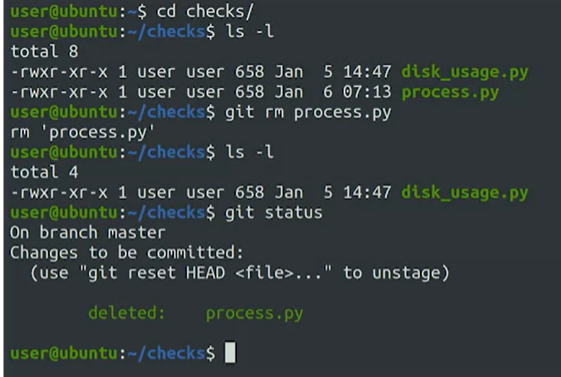 user@ubuntu:~$ cd checks/
user@ubuntu:~/checks$ ls -l
total 8
-rwxr-xr-x 1 user user 658 Jan  5 14:47 disk_usage.py
-rwxr-xr-x 1 user user 658 Jan  6 07:13 process.py
user@ubuntu:~/checks$ git rm process.py
rm 'process.py'
user@ubuntu:~/checks$ ls -l
total 4
-rwxr-xr-x 1 user user 658 Jan  5 14:47 disk_usage.py
user@ubuntu:~/checks$ git status
On branch master
Changes to be committed:
  (use "git reset HEAD <file>..." to unstage)
        deleted:    process.py
user@ubuntu:~/checks$